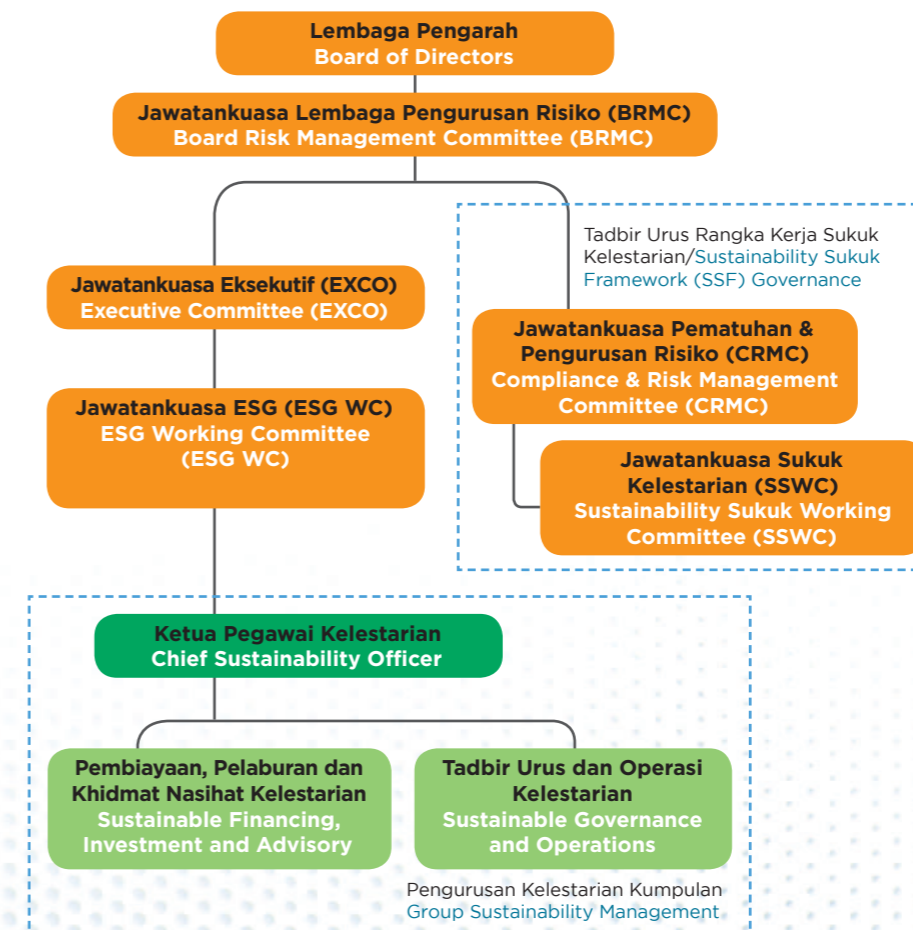 Lembaga Pengarah
Board of Directors
Jawatankuasa Lembaga Pengurusan Risiko (BRMC)
Board Risk Management Committee (BRMC)
Tadbir Urus Rangka Kerja Sukuk
Kelestarian/Sustainability Sukuk
Framework (SSF) Governance
Jawatankuasa Eksekutif (EXCO)
Executive Committee (EXCO)
Jawatankuasa Pematuhan &
Pengurusan Risiko (CRMC)
Compliance & Risk Management
Committee (CRMC)
Jawatankuasa ESG (ESG WC)
ESG Working Committee
(ESG WC)
Jawatankuasa Sukuk
Kelestarian (SSWC)
Sustainability Sukuk Working
Committee (SSWC)
Ketua Pegawai Kelestarian
Chief Sustainability Officer
Pembiayaan, Pelaburan dan
Khidmat Nasihat Kelestarian
Sustainable Financing,
Investment and Advisory
Tadbir Urus dan Operasi
Kelestarian
Sustainable Governance
and Operations
Pengurusan Kelestarian Kumpulan
Group Sustainability Management